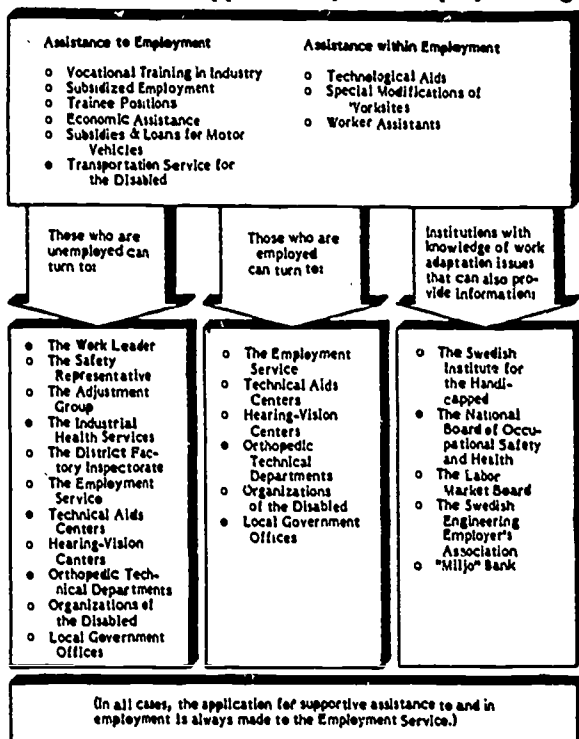 Assistance to Employment
o Vocational Training in Industry
o Subsidized Employment
o Trainee Positions
o Economic Assistance
o Subsidies & Loans for Motor
Vehicles
● Transportation Service for
the Disabled
Assistance within Employment
o Technological Aids
o Special Modifications of
Worksites
o Worker Assistants
Those who are
unemployed can
turn to:
Those who are
employed
can turn to:
Institutions with
knowledge of work
adaptation issues
that can also pro-
vide information:
● The Work Leader
o The Safety
Representative
o The Adjustment
Group
● The Industrial
Health Services
o The District Fac-
tory Inspectorate
o The Employment
Service
● Technical Aids
Centers
o Hearing-Vision
Canters
● Orthopedic Tech-
nical Departments
o Organizations of
the Disabled
o Local Government
Offices
o The Employment
Service
o Technical Aids
Centers
o Hearing-Vision
Centers
● Orthopedic
Technical
Departments
o Organizations
of the Disabled
● Local Government
Offices
o The Swedish
Institute for
the Handi-
capped
● The National
Board of Occu-
pational Safety
and Health
o The Labor
Market Board
o The Swedish
Engineering
Employer's
Association
o "Miljo" Bank
(In all cases, the application for supportive assistance to and in
employment is always made to the Employment Service.)